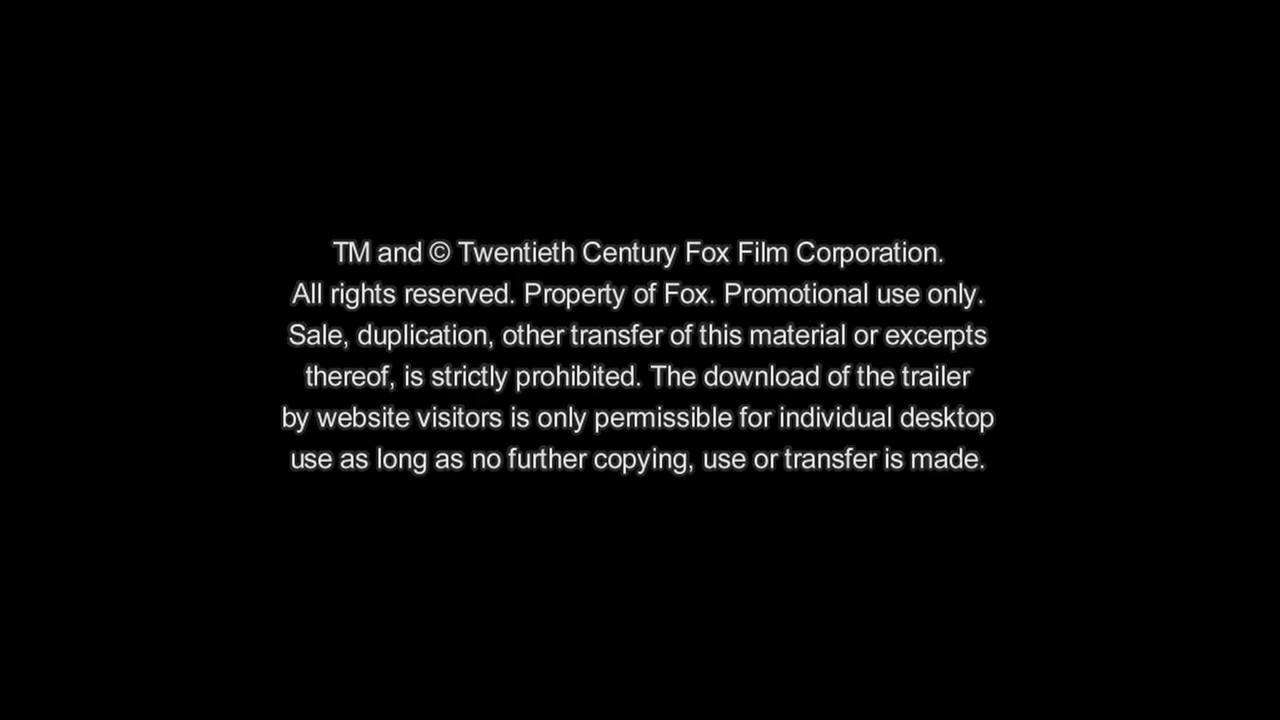 TM and © Twentieth Century Fox Film Corporation.
All rights reserved. Property of Fox. Promotional use only.
Sale, duplication, other transfer of this material or excerpts
thereof, is strictly prohibited. The download of the trailer
by website visitors is only permissible for individual desktop
use as long as no further copying, use or transfer is made.